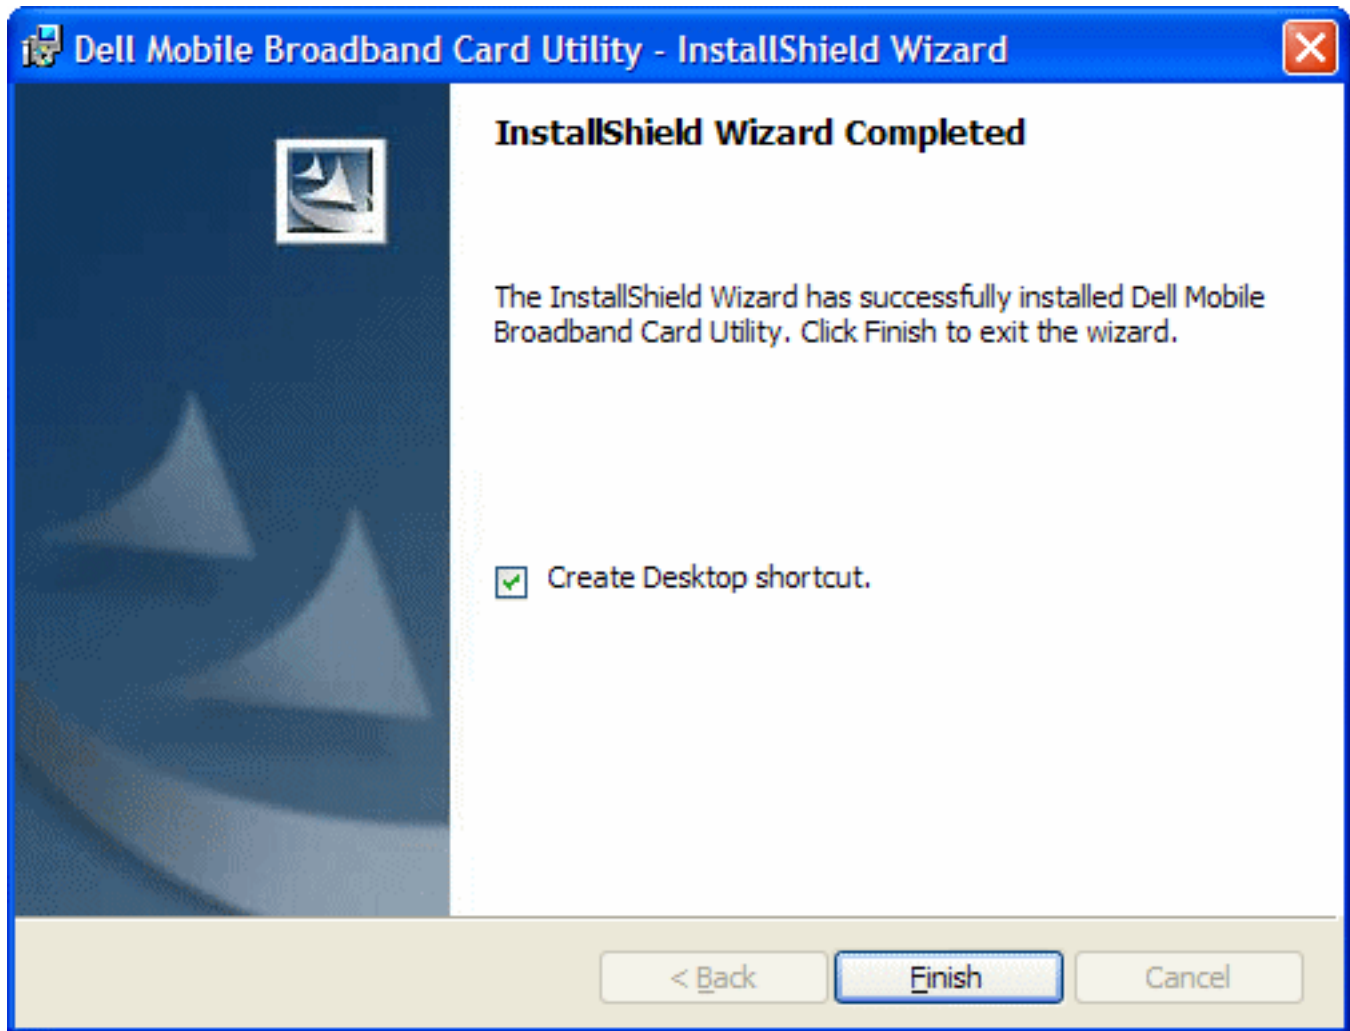 Dell Mobile Broadband Card Utility - InstallShield Wizard
InstallShield Wizard Completed
The InstallShield Wizard has successfully installed Dell Mobile
Broadband Card Utility. Click Finish to exit the wizard.
Create Desktop shortcut.
< Back Finish Cancel